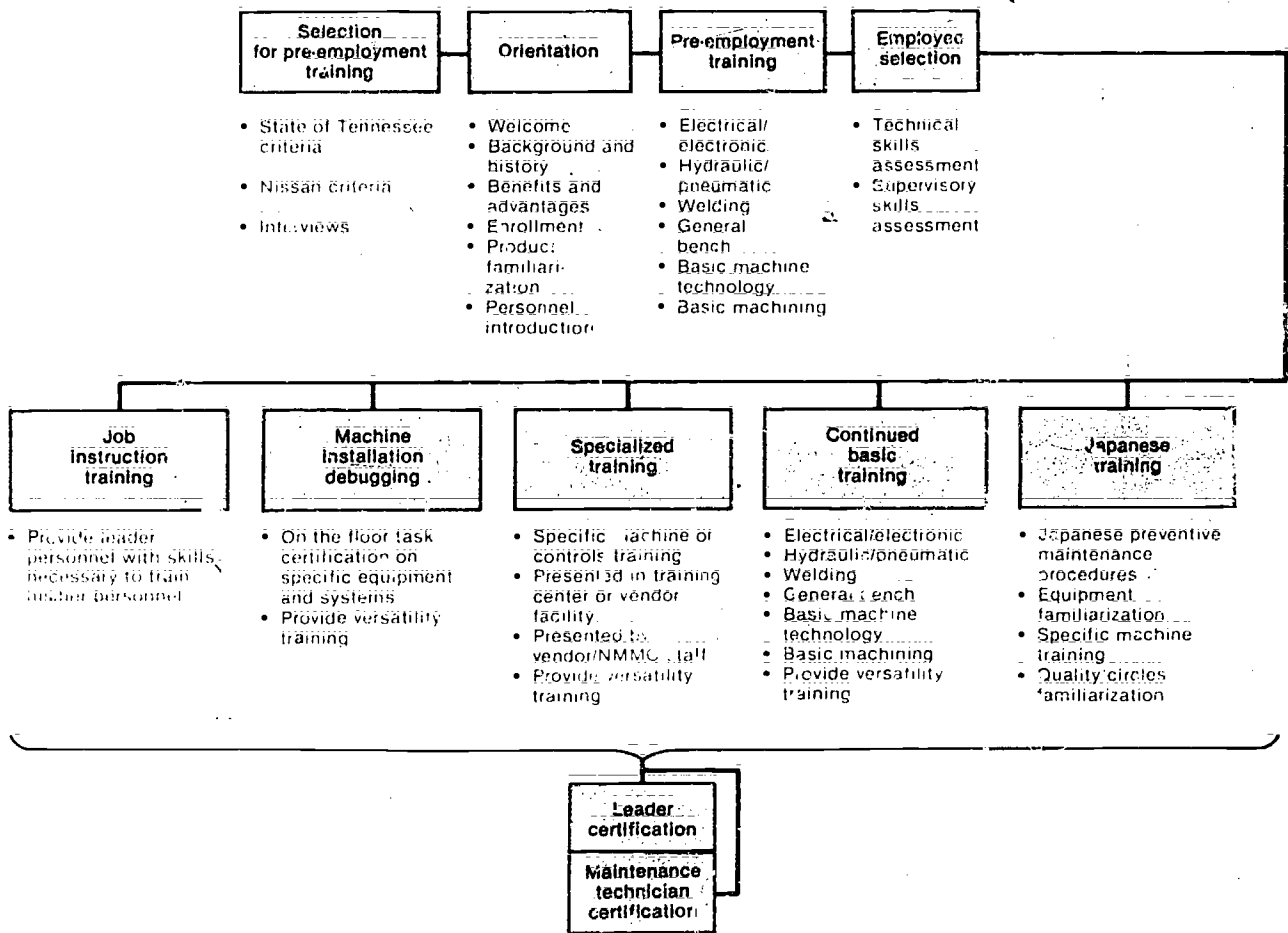 Selection
for pre-employment
training
Orientation
Pre-employment
training
Employee
selection
• State of Tennessee
criteria
• Nissan criteria
• Interviews
• Welcome
• Background and
history
• Benefits and
advantages
• Enrollment
• Product
familiari-
zation
• Personnel
introduction
• Electrical/
electronic
• Hydraulic/
pneumatic
• Welding
• General
bench
• Basic machine
technology
• Basic machining
• Technical
skills
assessment
• Supervisory
skills
assessment
Job
instruction
training
Machine
installation
debugging
Specialized
training
Continued
basic
training
Japanese
training
• Provide leader
personnel with skills
necessary to train
personnel
• On the floor task
certification on
specific equipment
and systems
• Provide versatility
training
• Specific machine or
controls training
• Presented in training
center or vendor
facility
• Presented by
vendor/NMMC staff
• Provide versatility
training
• Electrical/electronic
• Hydraulic/pneumatic
• Welding
• General bench
• Basic machine
technology
• Basic machining
• Provide versatility
training
• Japanese preventive
maintenance
procedures
• Equipment
familiarization
• Specific machine
training
• Quality circles
familiarization
Leader
certification
Maintenance
technician
certification